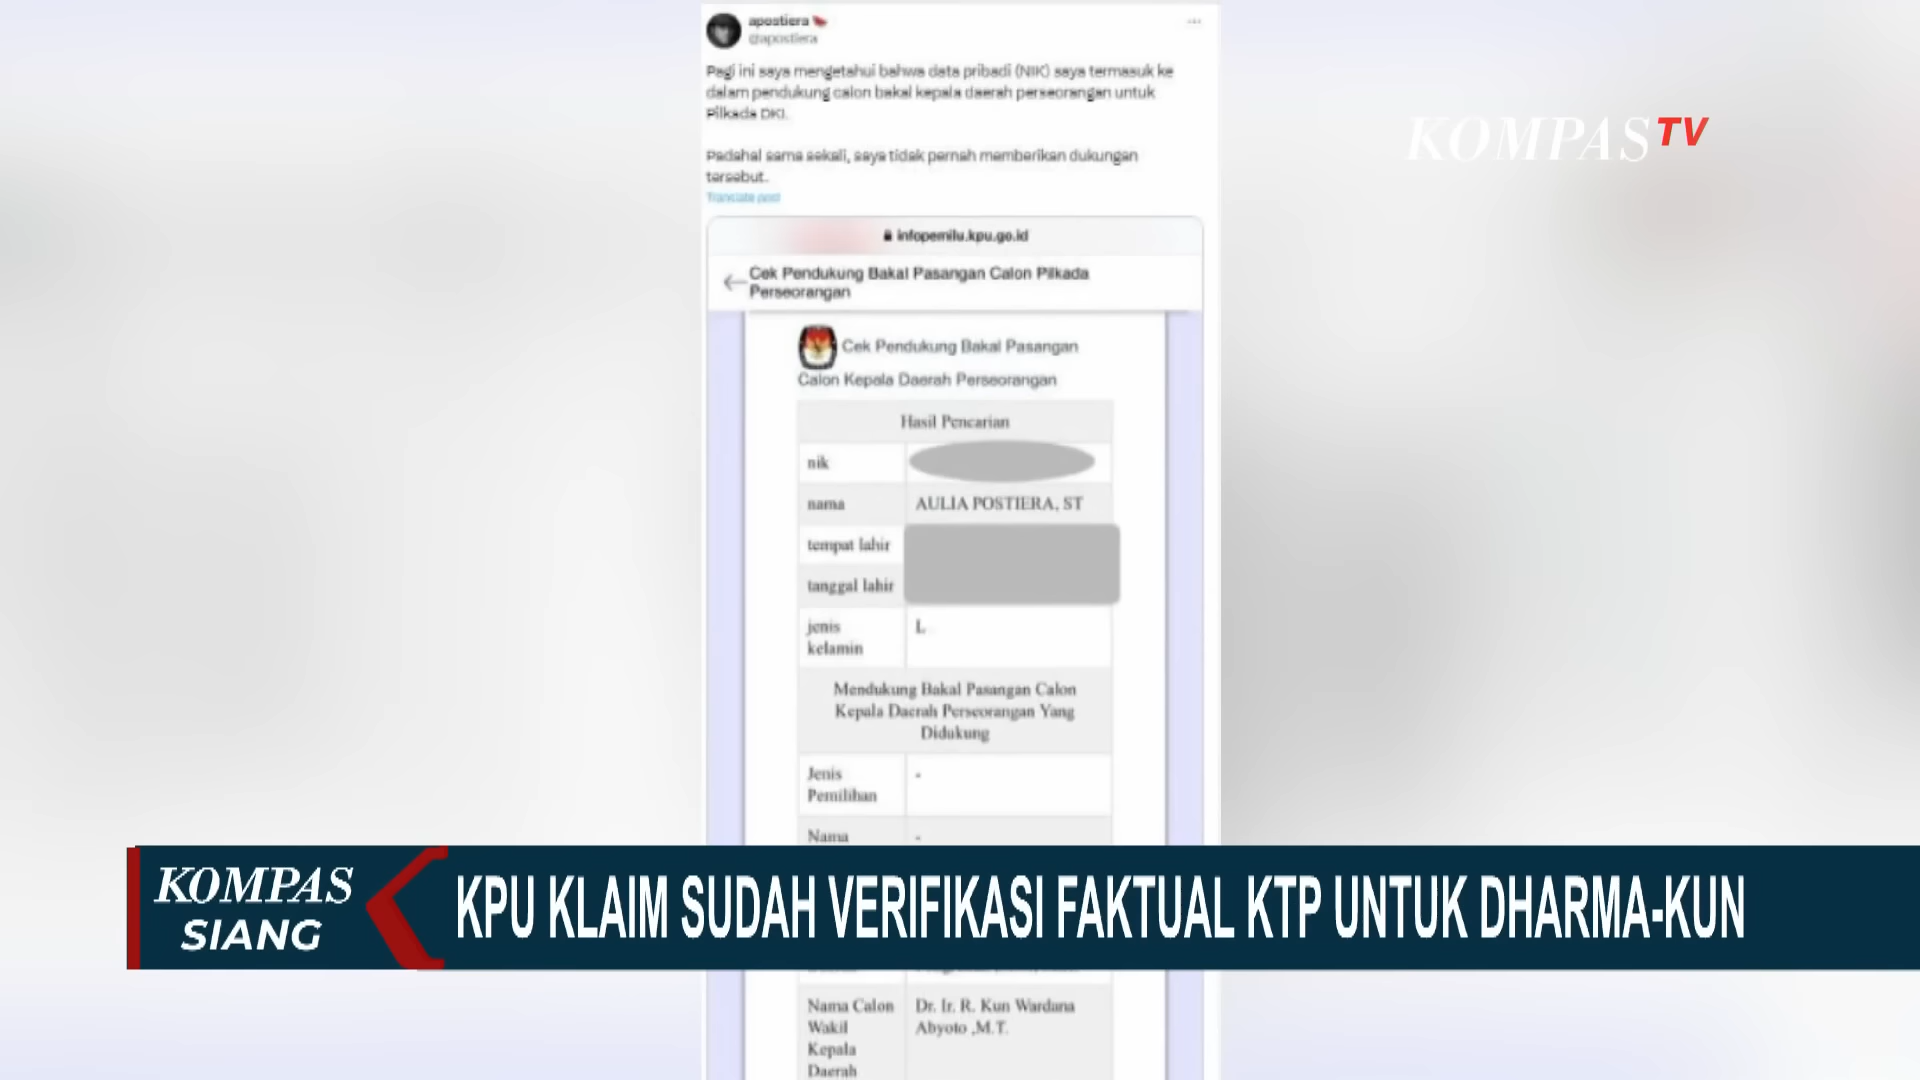 apostiera
@apostiera
Pagi ini saya mengetahui bahwa data pribadi (NIK) saya termasuk ke
dalam pendukung calon bakal kepala daerah perseorangan untuk
Pilkada DKI.
Padahal sama sekali, saya tidak pernah memberikan dukungan
tersebut.
Translate post
KOMPAS TV
infopemilu.kpu.go.id
Cek Pendukung Bakal Pasangan Calon Pilkada
Perseorangan
Cek Pendukung Bakal Pasangan
Calon Kepala Daerah Perseorangan
Hasil Pencarian
nik
nama AULIA POSTIERA, ST
tempat lahir
tanggal lahir
jenis L
kelamin
Mendukung Bakal Pasangan Calon
Kepala Daerah Perseorangan Yang
Didukung
Jenis -
Pemilihan
Nama -
KOMPAS
SIANG
KPU KLAIM SUDAH VERIFIKASI FAKTUAL KTP UNTUK DHARMA-KUN
Nama Calon Dr. Ir. R. Kun Wardana
Wakil Abyoto ,M.T.
Kepala
Daerah